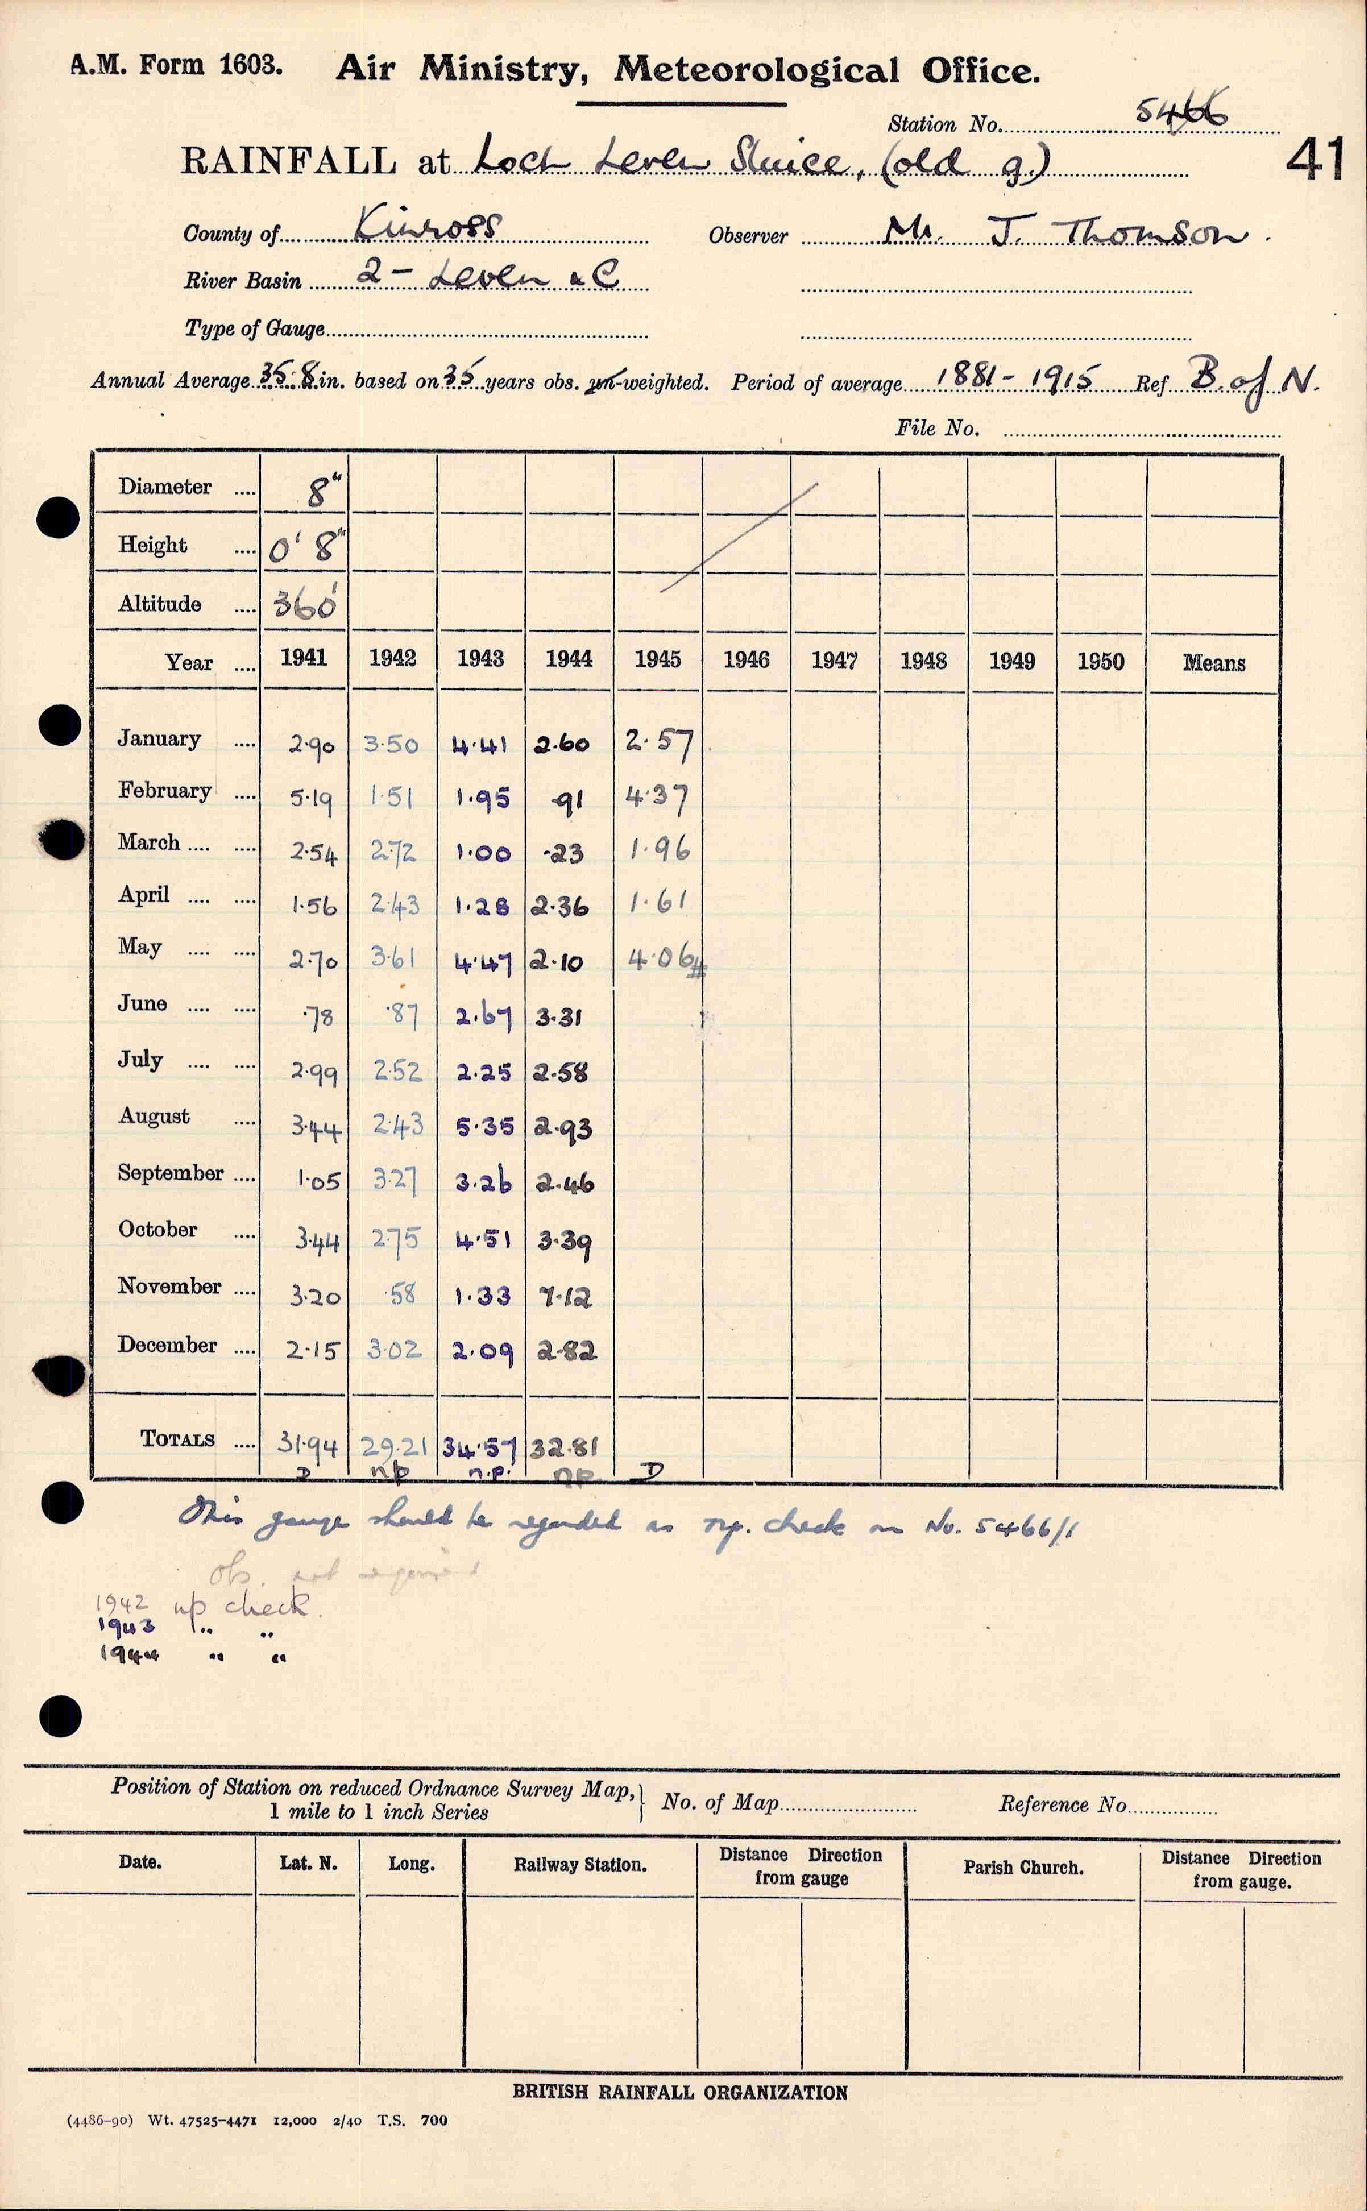 A.M. Form 1603. Air Ministry, Meteorological Office.
Station No. 5466
RAINFALL at Loch Leven Sluice, (old g.) 41
County of Kinross Observer Mr. J. Thomson.
River Basin 2 - Leven &C
Type of Gauge
Annual Average 35.8 in. based on 35 years obs. un-weighted. Period of average 1881 - 1915 Ref B. of N.
File No.
Diameter .... 8"
Height .... 0' 8"
Altitude .... 360'
Year .... 1941 1942 1943 1944 1945 1946 1947 1948 1949 1950 Means
January .... 2.90 3.50 4.41 2.60 2.57
February .... 5.19 1.51 1.95 .91 4.37
March .... .... 2.54 2.72 1.00 .23 1.96
April .... .... 1.56 2.43 1.28 2.36 1.61
May .... .... 2.70 3.61 4.47 2.10 4.06
June .... .... .78 .87 2.67 3.31
July .... .... 2.99 2.52 2.25 2.58
August .... 3.44 2.43 5.35 2.93
September .... 1.05 3.27 3.26 2.46
October .... 3.44 2.75 4.51 3.39
November .... 3.20 .58 1.33 7.12
December .... 2.15 3.02 2.09 2.82
TOTALS .... 31.94 29.21 34.57 32.81
D np n.p. np D
This gauge should be regarded as n.p. check on No. 5466/1
Obs. not required
1942 np check.
1943 " "
1944 " "
Position of Station on reduced Ordnance Survey Map, 1 mile to 1 inch Series No. of Map Reference No
Date. Lat. N. Long. Railway Station. Distance Direction from gauge Parish Church. Distance Direction from gauge.
BRITISH RAINFALL ORGANIZATION
(4486-90) Wt. 47525-4471 12,000 2/40 T.S. 700